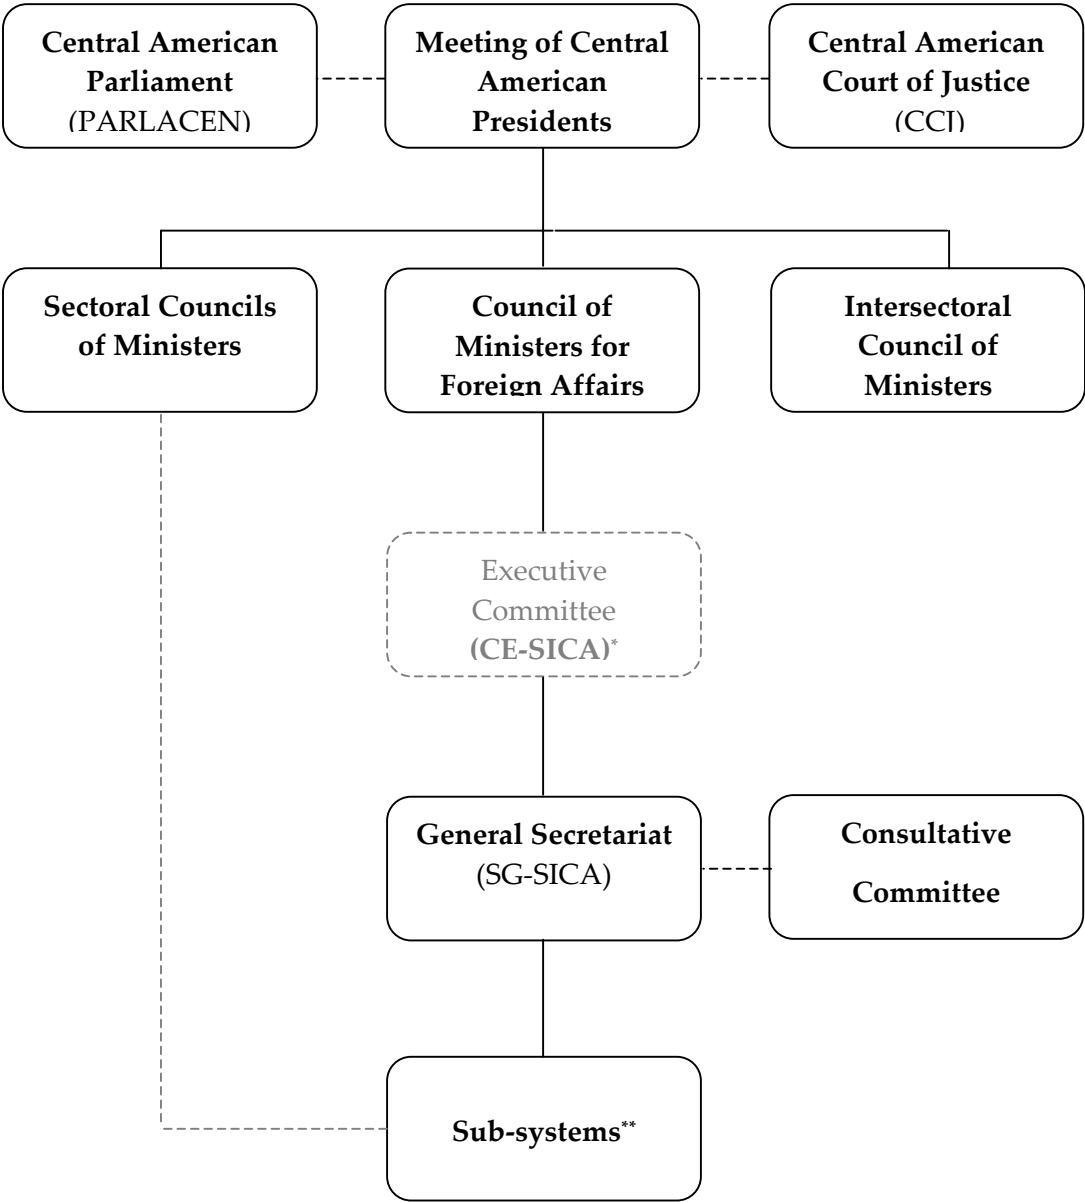 Central American
Parliament
(PARLACEN)
Meeting of Central
American
Presidents
Central American
Court of Justice
(CCJ)
Sectoral Councils
of Ministers
Council of
Ministers for
Foreign Affairs
Intersectoral
Council of
Ministers
Executive
Committee
(CE-SICA)*
General Secretariat
(SG-SICA)
Consultative
Committee
Sub-systems**